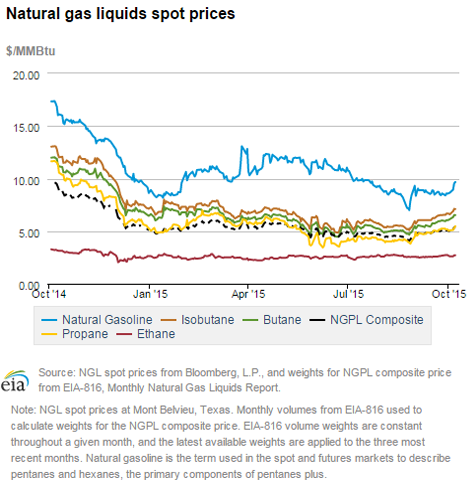 Natural gas liquids spot prices
$/MMBtu
20.00
15.00
10.00
5.00
0.00
Oct '14 Jan '15 Apr '15 Jul '15 Oct '15
Natural Gasoline Isobutane Butane NGPL Composite
Propane Ethane
eia
Source: NGL spot prices from Bloomberg, L.P., and weights for NGPL composite price
from EIA-816, Monthly Natural Gas Liquids Report.
Note: NGL spot prices at Mont Belvieu, Texas. Monthly volumes from EIA-816 used to
calculate weights for the NGPL composite price. EIA-816 volume weights are constant
throughout a given month, and the latest available weights are applied to the three most
recent months. Natural gasoline is the term used in the spot and futures markets to describe
pentanes and hexanes, the primary components of pentanes plus.